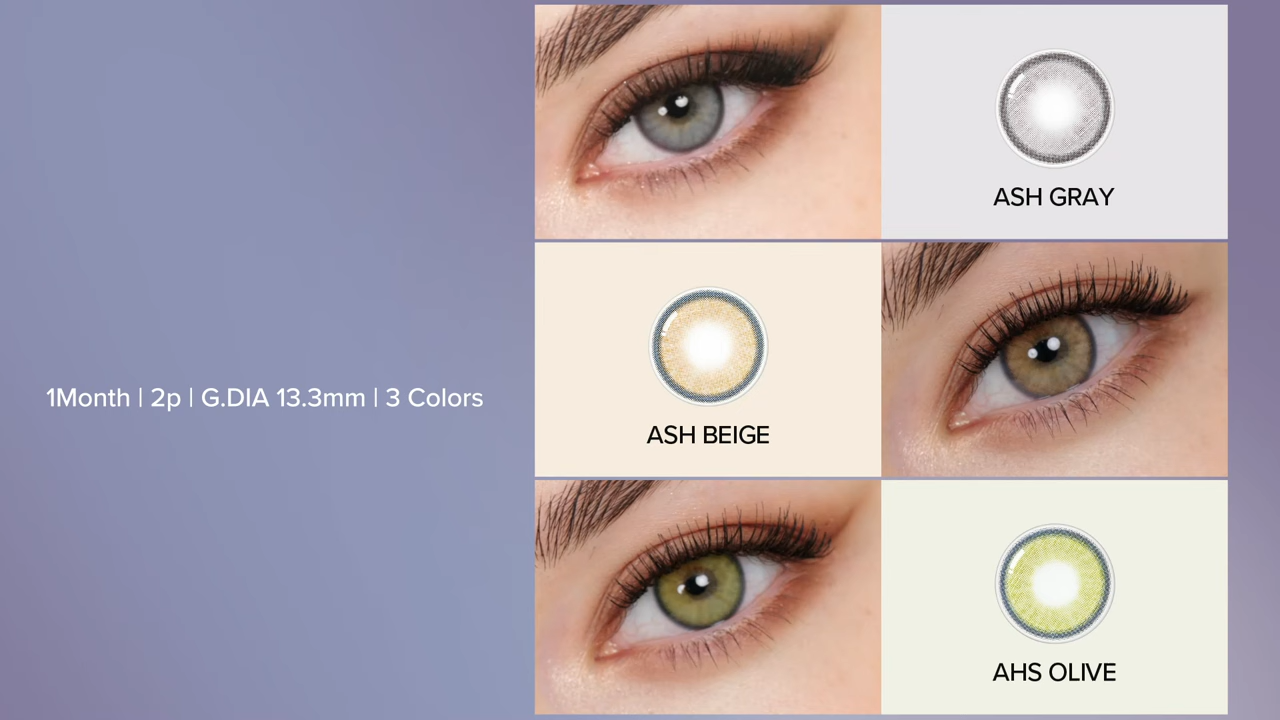 1Month | 2p | G.DIA 13.3mm | 3 Colors
ASH GRAY
ASH BEIGE
AHS OLIVE